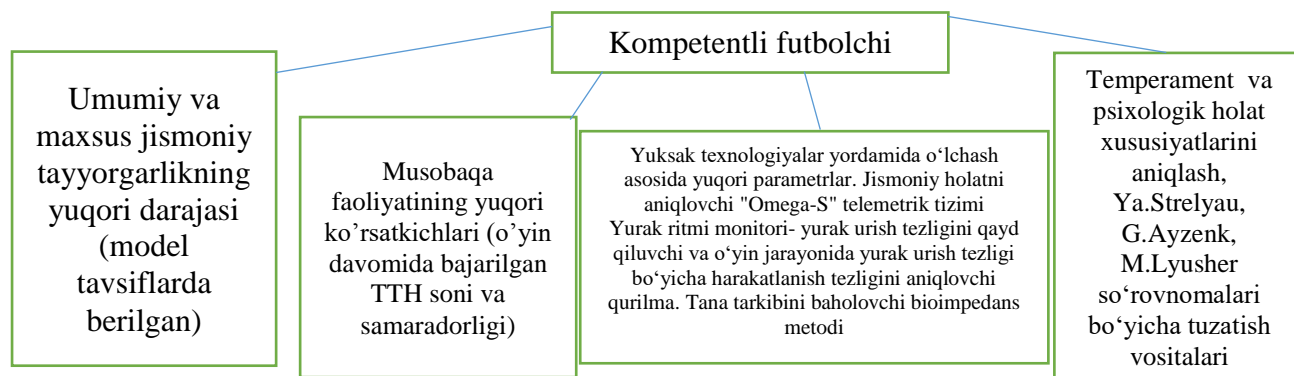 Kompetentli futbolchi
Umumiy va
maxsus jismoniy
tayyorgarlikning
yuqori darajasi
(model
tavsiflarda
berilgan)
Musobaqa
faoliyatining yuqori
ko’rsatkichlari (o’yin
davomida bajarilgan
TTH soni va
samaradorligi)
Yuksak texnologiyalar yordamida o‘lchash
asosida yuqori parametrlar. Jismoniy holatni
aniqlovchi "Omega-S" telemetrik tizimi
Yurak ritmi monitori- yurak urish tezligini qayd
qiluvchi va o‘yin jarayonida yurak urish tezligi
bo‘yicha harakatlanish tezligini aniqlovchi
qurilma. Tana tarkibini baholovchi bioimpedans
metodi
Temperament va
psixologik holat
xususiyatlarini
aniqlash,
Ya.Strelyau,
G.Ayzenk,
M.Lyusher
so‘rovnomalari
bo‘yicha tuzatish
vositalari